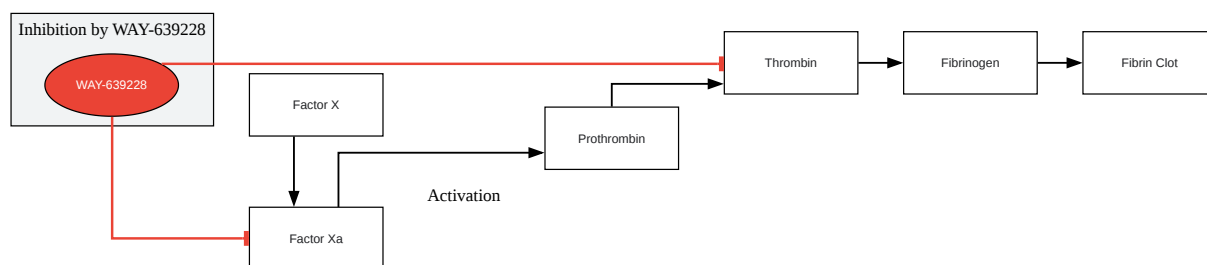 Inhibition by WAY-639228
WAY-639228
Thrombin
Fibrinogen
Fibrin Clot
Factor X
Prothrombin
Activation
Factor Xa